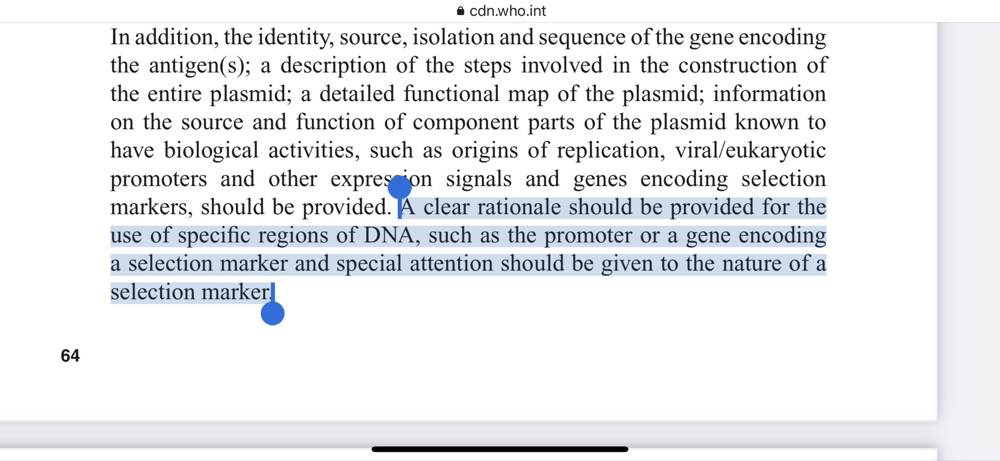 cdn.who.int
In addition, the identity, source, isolation and sequence of the gene encoding
the antigen(s); a description of the steps involved in the construction of
the entire plasmid; a detailed functional map of the plasmid; information
on the source and function of component parts of the plasmid known to
have biological activities, such as origins of replication, viral/eukaryotic
promoters and other expression signals and genes encoding selection
markers, should be provided. A clear rationale should be provided for the
use of specific regions of DNA, such as the promoter or a gene encoding
a selection marker and special attention should be given to the nature of a
selection marker.
64